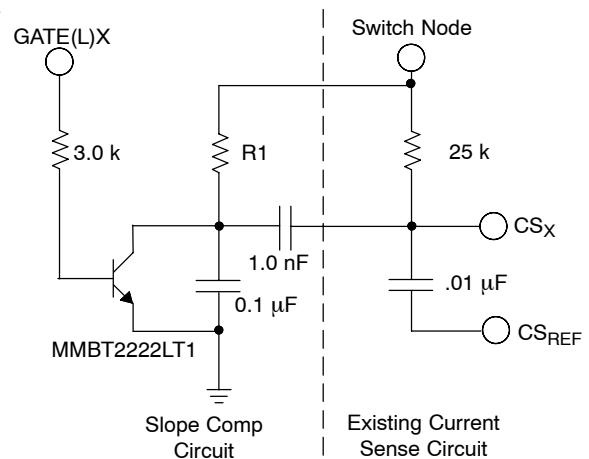 Switch Node
GATE(L)X
3.0 k
R1
25 k
CSX
1.0 nF
.01 μF
0.1 μF
CSREF
MMBT2222LT1
Slope Comp
Circuit
Existing Current
Sense Circuit